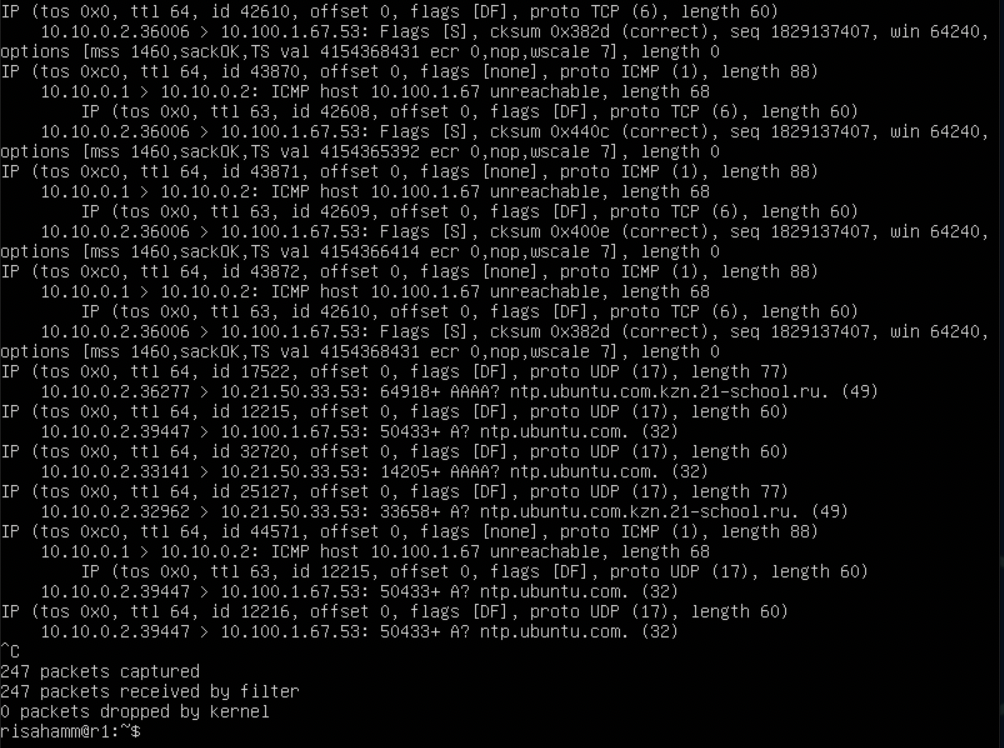 IP (tos 0x0, ttl 64, id 42610, offset 0, flags [DF], proto TCP (6), length 60)
    10.10.0.2.36006 > 10.100.1.67.53: Flags [S], cksum 0x382d (correct), seq 1829137407, win 64240,
options [mss 1460,sackOK,TS val 4154368431 ecr 0,nop,wscale 7], length 0
IP (tos 0xc0, ttl 64, id 43870, offset 0, flags [none], proto ICMP (1), length 88)
    10.10.0.1 > 10.10.0.2: ICMP host 10.100.1.67 unreachable, length 68
        IP (tos 0x0, ttl 63, id 42608, offset 0, flags [DF], proto TCP (6), length 60)
    10.10.0.2.36006 > 10.100.1.67.53: Flags [S], cksum 0x440c (correct), seq 1829137407, win 64240,
options [mss 1460,sackOK,TS val 4154365392 ecr 0,nop,wscale 7], length 0
IP (tos 0xc0, ttl 64, id 43871, offset 0, flags [none], proto ICMP (1), length 88)
    10.10.0.1 > 10.10.0.2: ICMP host 10.100.1.67 unreachable, length 68
        IP (tos 0x0, ttl 63, id 42609, offset 0, flags [DF], proto TCP (6), length 60)
    10.10.0.2.36006 > 10.100.1.67.53: Flags [S], cksum 0x400e (correct), seq 1829137407, win 64240,
options [mss 1460,sackOK,TS val 4154366414 ecr 0,nop,wscale 7], length 0
IP (tos 0xc0, ttl 64, id 43872, offset 0, flags [none], proto ICMP (1), length 88)
    10.10.0.1 > 10.10.0.2: ICMP host 10.100.1.67 unreachable, length 68
        IP (tos 0x0, ttl 63, id 42610, offset 0, flags [DF], proto TCP (6), length 60)
    10.10.0.2.36006 > 10.100.1.67.53: Flags [S], cksum 0x382d (correct), seq 1829137407, win 64240,
options [mss 1460,sackOK,TS val 4154368431 ecr 0,nop,wscale 7], length 0
IP (tos 0x0, ttl 64, id 17522, offset 0, flags [DF], proto UDP (17), length 77)
    10.10.0.2.36277 > 10.21.50.33.53: 64918+ AAAA? ntp.ubuntu.com.kzn.21-school.ru. (49)
IP (tos 0x0, ttl 64, id 12215, offset 0, flags [DF], proto UDP (17), length 60)
    10.10.0.2.39447 > 10.100.1.67.53: 50433+ A? ntp.ubuntu.com. (32)
IP (tos 0x0, ttl 64, id 32720, offset 0, flags [DF], proto UDP (17), length 60)
    10.10.0.2.33141 > 10.21.50.33.53: 14205+ AAAA? ntp.ubuntu.com. (32)
IP (tos 0x0, ttl 64, id 25127, offset 0, flags [DF], proto UDP (17), length 77)
    10.10.0.2.32962 > 10.21.50.33.53: 33658+ A? ntp.ubuntu.com.kzn.21-school.ru. (49)
IP (tos 0xc0, ttl 64, id 44571, offset 0, flags [none], proto ICMP (1), length 88)
    10.10.0.1 > 10.10.0.2: ICMP host 10.100.1.67 unreachable, length 68
        IP (tos 0x0, ttl 63, id 12215, offset 0, flags [DF], proto UDP (17), length 60)
    10.10.0.2.39447 > 10.100.1.67.53: 50433+ A? ntp.ubuntu.com. (32)
IP (tos 0x0, ttl 64, id 12216, offset 0, flags [DF], proto UDP (17), length 60)
    10.10.0.2.39447 > 10.100.1.67.53: 50433+ A? ntp.ubuntu.com. (32)
^C
247 packets captured
247 packets received by filter
0 packets dropped by kernel
risahamm@r1:~$